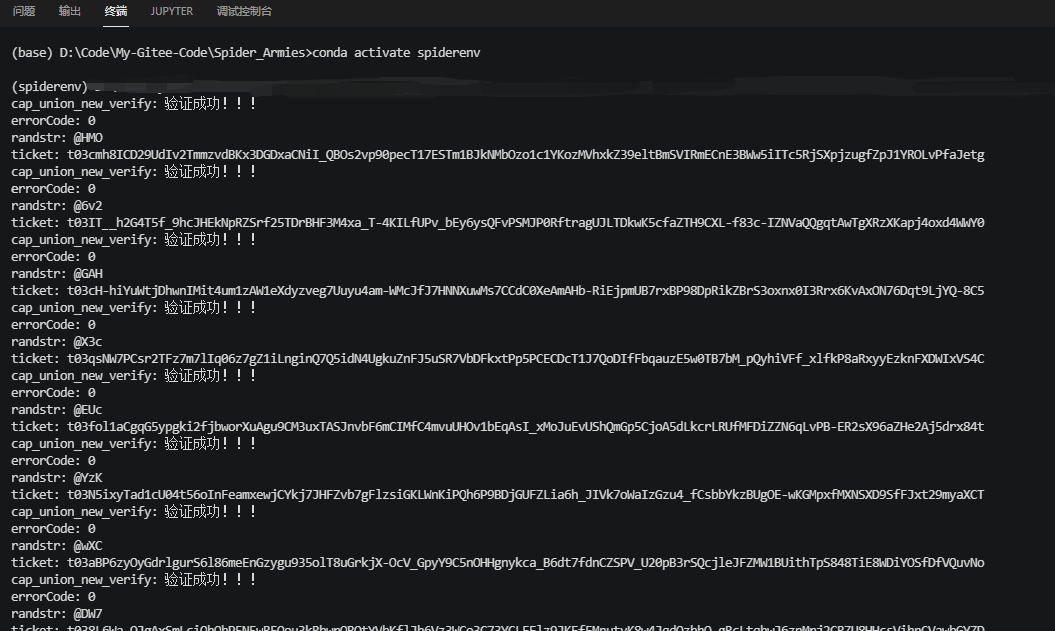 问题 输出 终端 JUPYTER 调试控制台
(base) D:\Code\My-Gitee-Code\Spider_Armies>conda activate spiderenv
(spiderenv)
cap_union_new_verify: 验证成功！！！
errorCode: 0
randstr: @HMO
ticket: t03cmh8ICD29UdIv2TmmzvdBKx3DGDxaCNiI_QBOs2vp90pecT17ESTm1BJkNMbOzo1c1YKozMVhxkZ39eltBmSVIRmECnE3BWw5iITc5RjSXpjzugfZpJ1YROLvPfaJetg
cap_union_new_verify: 验证成功！！！
errorCode: 0
randstr: @6v2
ticket: t03IT__h2G4T5f_9hcJHEkNpRZSrf25TDrBHF3M4xa_T-4KILfUPv_bEy6ysQFvPSMJP0RftragUJLTDkwK5cfaZTH9CXL-f83c-IZNVaQQgqtAwTgXRzXKapj4oxd4WwY0
cap_union_new_verify: 验证成功！！！
errorCode: 0
randstr: @GAH
ticket: t03cH-hiYuWtjDhwnIMit4um1zAW1eXdyzveg7Uuyu4am-WMcJfJ7HNNXuwMs7CCdC0XeAmAHb-RiEjpmUB7rxBP98DpRikZBrS3oxnx0I3Rrx6KvAxON76Dqt9LjYQ-8C5
cap_union_new_verify: 验证成功！！！
errorCode: 0
randstr: @X3c
ticket: t03qsNW7PCsr2TFz7m7lIq06z7gZ1iLnginQ7Q5idN4UgkuZnFJ5uSR7VbDFkxtPp5PCECDcT1J7QoDIfFbqauzE5w0TB7bM_pQyhiVFf_xlfkP8aRxyyEzknFXDWIxVS4C
cap_union_new_verify: 验证成功！！！
errorCode: 0
randstr: @EUc
ticket: t03fol1aCgqG5ypgki2fjbworXuAgu9CM3uxTASJnvbF6mCIMfC4mvuUHOv1bEqAsI_xMoJuEvUShQmGp5CjoA5dLkcrLRUfMFDiZZN6qLvPB-ER2sX96aZHe2Aj5drx84t
cap_union_new_verify: 验证成功！！！
errorCode: 0
randstr: @YzK
ticket: t03N5ixyTad1cU04t56oInFeamxewjCYkj7JHFZvb7gFlzsiGKLWnKiPQh6P9BDjGUFZLia6h_JIVk7oWaIzGzu4_fCsbbYkzBUgOE-wKGMpxfMXNSXD9SfFJxt29myaXCT
cap_union_new_verify: 验证成功！！！
errorCode: 0
randstr: @wXC
ticket: t03aBP6zyOyGdrlgurS6l86meEnGzygu935olT8uGrkjX-OcV_GpyY9C5nOHHgnykca_B6dt7fdnCZSPV_U20pB3rSQcjleJFZMW1BUithTpS848TiE8WDiYOSfDfVQuvNo
cap_union_new_verify: 验证成功！！！
errorCode: 0
randstr: @DW7
ticket: